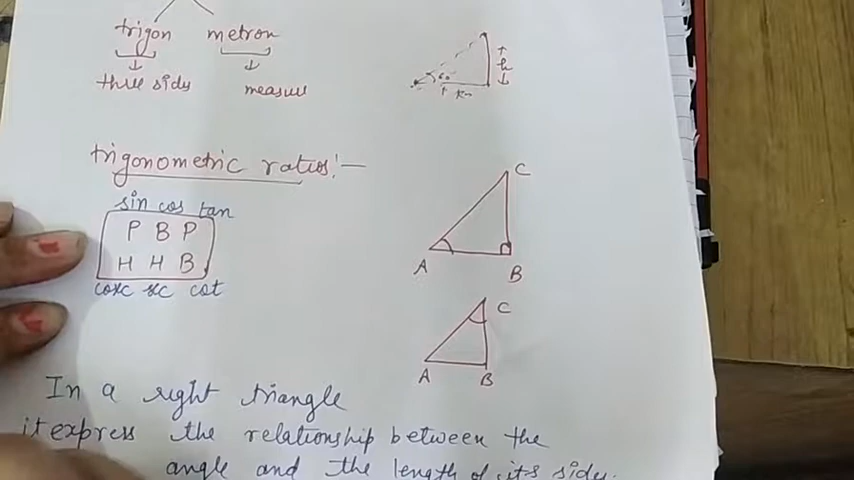 trigon metron
three sides measure
h
trigonometric ratios:—
sin cos tan
P B P
H H B
cosec sec cot
C
A B
C
A B
In a right triangle
it express the relationship between the
angle and the length of its side.